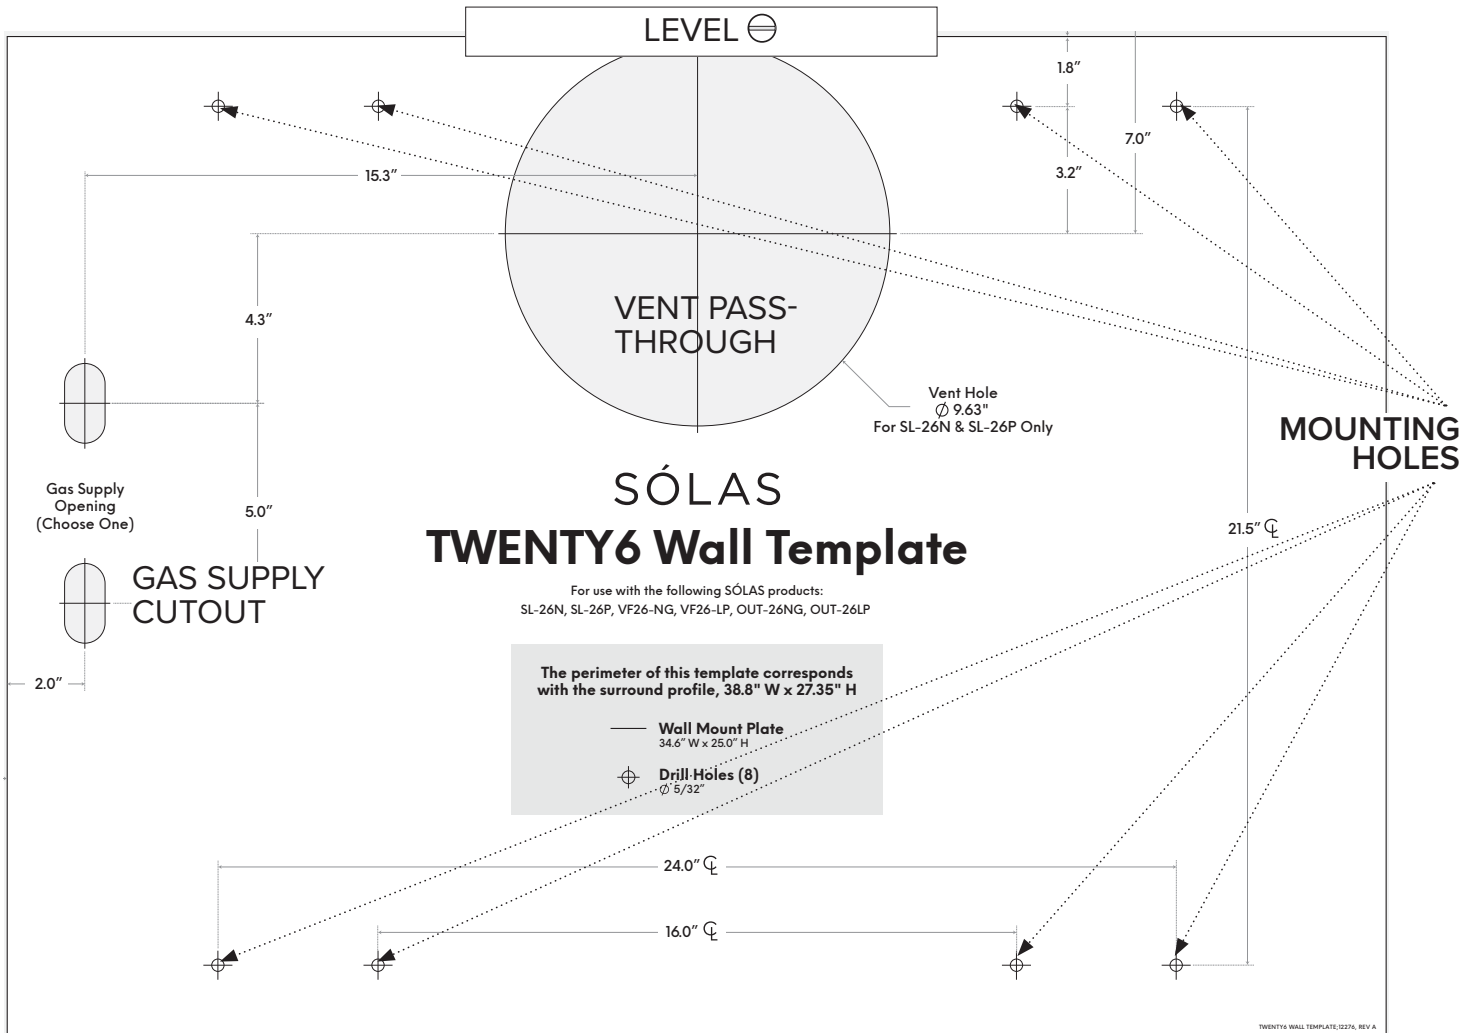 LEVEL
1.8"
7.0"
3.2"
15.3"
4.3"
VENT PASS-
THROUGH
Vent Hole
Ø 9.63"
For SL-26N & SL-26P Only
MOUNTING
HOLES
Gas Supply
Opening
(Choose One)
5.0"
21.5" ℄
SÓLAS
TWENTY6 Wall Template
GAS SUPPLY
CUTOUT
For use with the following SÓLAS products:
SL-26N, SL-26P, VF26-NG, VF26-LP, OUT-26NG, OUT-26LP
2.0"
The perimeter of this template corresponds
with the surround profile, 38.8" W x 27.35" H
Wall Mount Plate
34.6" W x 25.0" H
Drill Holes (8)
Ø 5/32"
24.0" ℄
16.0" ℄
TWENTY6 WALL TEMPLATE;12276, REV A